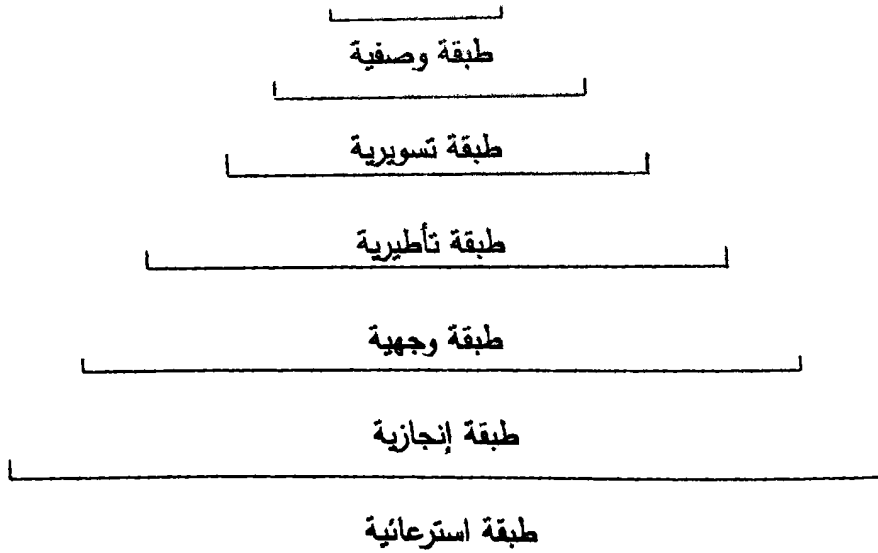 طبقة وصفية
طبقة تسويرية
طبقة تأطيرية
طبقة وجهية
طبقة إنجازية
طبقة استرعائية